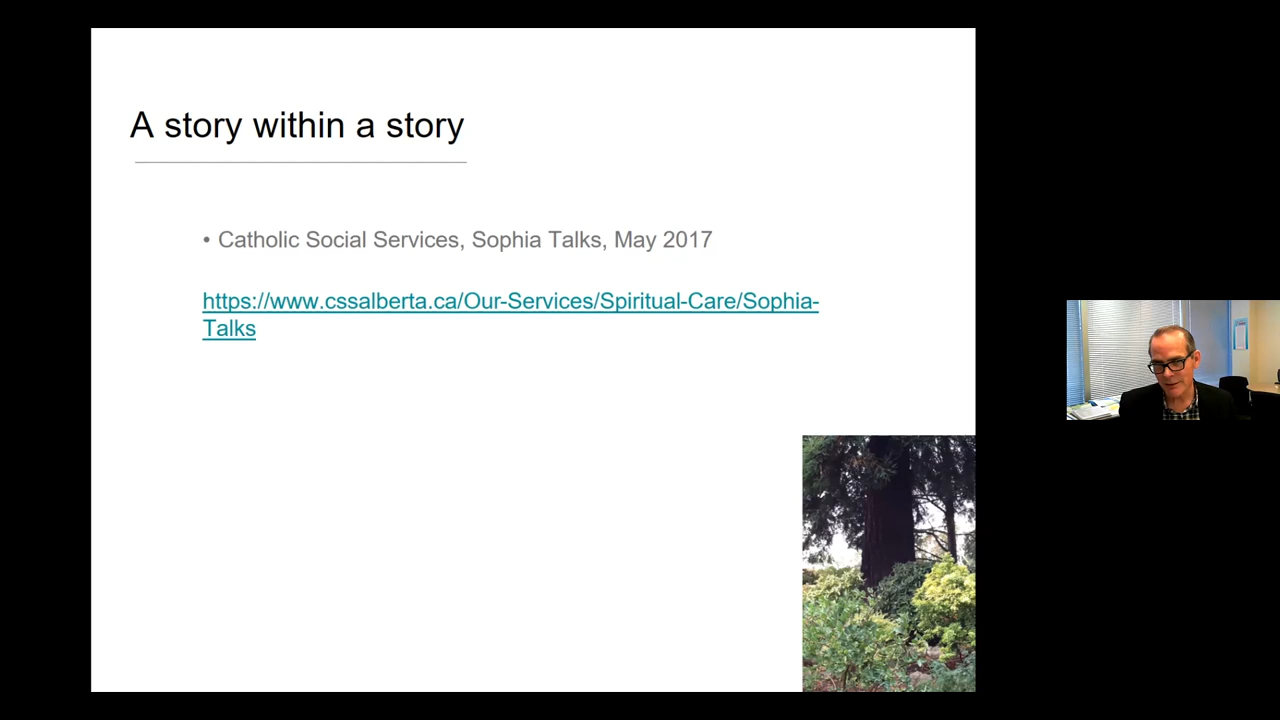 A story within a story
• Catholic Social Services, Sophia Talks, May 2017
https://www.cssalberta.ca/Our-Services/Spiritual-Care/Sophia-
Talks